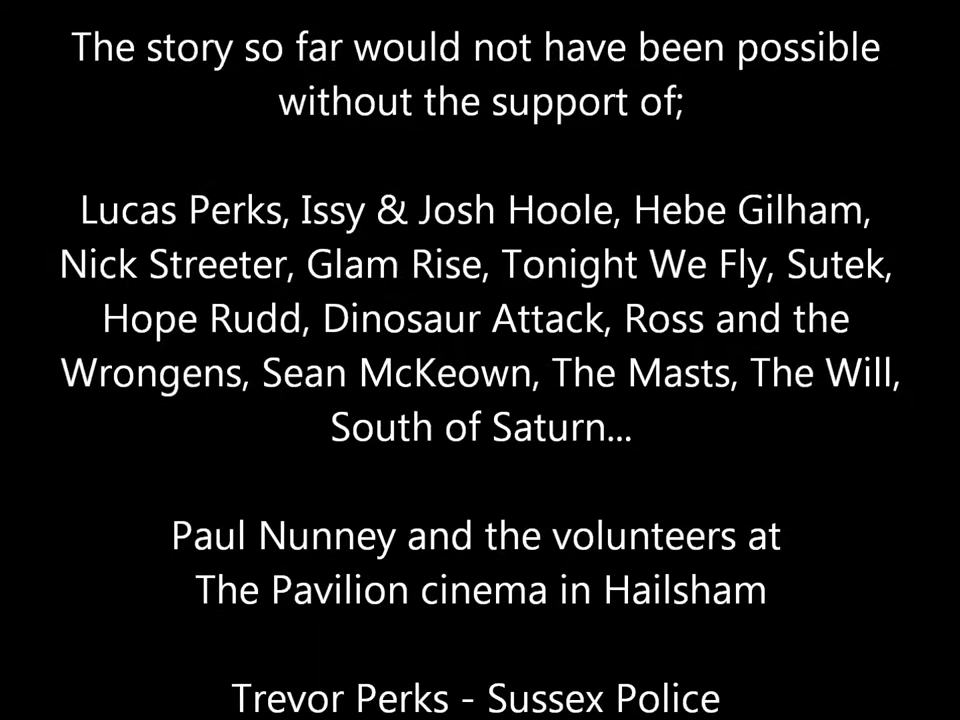 The story so far would not have been possible
without the support of;
Lucas Perks, Issy & Josh Hoole, Hebe Gilham,
Nick Streeter, Glam Rise, Tonight We Fly, Sutek,
Hope Rudd, Dinosaur Attack, Ross and the
Wrongens, Sean McKeown, The Masts, The Will,
South of Saturn...
Paul Nunney and the volunteers at
The Pavilion cinema in Hailsham
Trevor Perks - Sussex Police